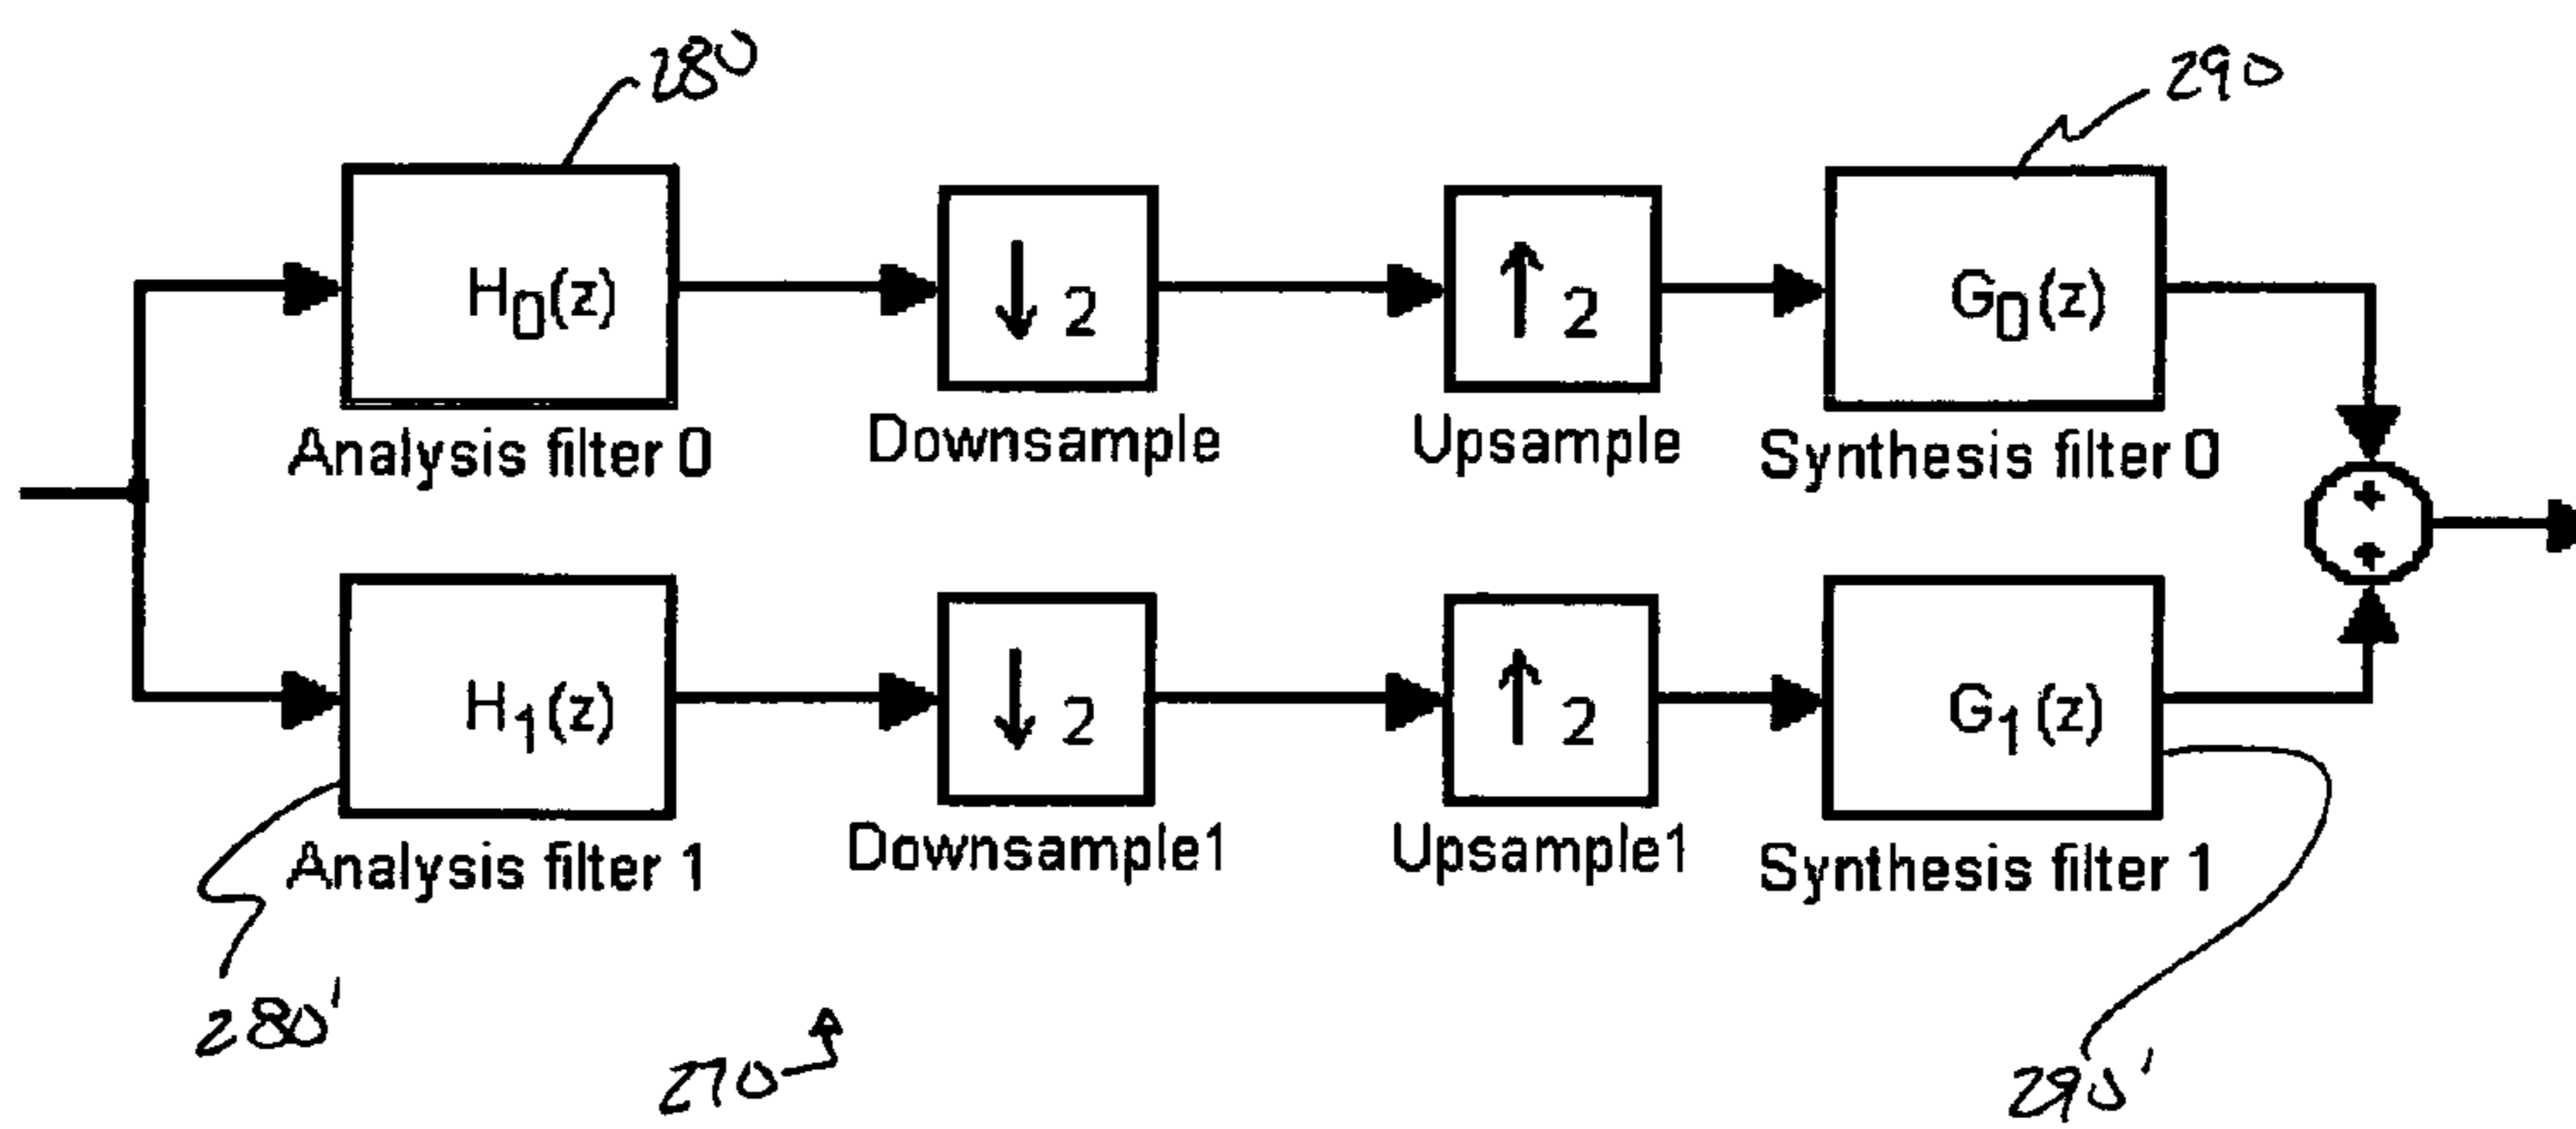 280
290
H0(z)
↓ 2
↑ 2
G0(z)
Analysis filter 0
Downsample
Upsample
Synthesis filter 0
+
+
H1(z)
↓ 2
↑ 2
G1(z)
Analysis filter 1
Downsample1
Upsample1
Synthesis filter 1
280'
270
290'